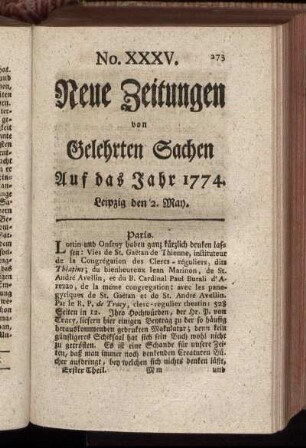 No. XXXV. 273
Neue Zeitungen
von
Gelehrten Sachen
Auf das Jahr 1774.
Leipzig den 2. May.
Paris.
Lottin und Onfroy haben ganz kürzlich drucken las-
sen: Vies de St. Gaëtan de Thienne, instituteur
de la Congrégation des Clercs-réguliers, dits
Théatins; du bienheureux Jean Marinon, de St.
André Avellin, et du B. Cardinal Paul Burali d'A-
rezzo, de la même congregation: avec les pane-
gyriques de St. Gaëtan et de St. André Avellin.
Par le R. P. de Tracy, clerc-regulier theatin: 528
Seiten in 12. Ihro Hochwürden, der Hr. P. von
Tracy, liefern hier einigen Beytrag zu der so häufig
herauskommenden gedruckten Makulatur; denn kein
günstigeres Schicksal hat sich sein Buch wohl nicht
zu getrösten. Es ist eine Schande für unsre Zei-
ten, daß man immer noch denkenden Creaturen Bü-
cher aufdringt, bey welchen sich nichts denken läßt,
Erster Theil. M m und